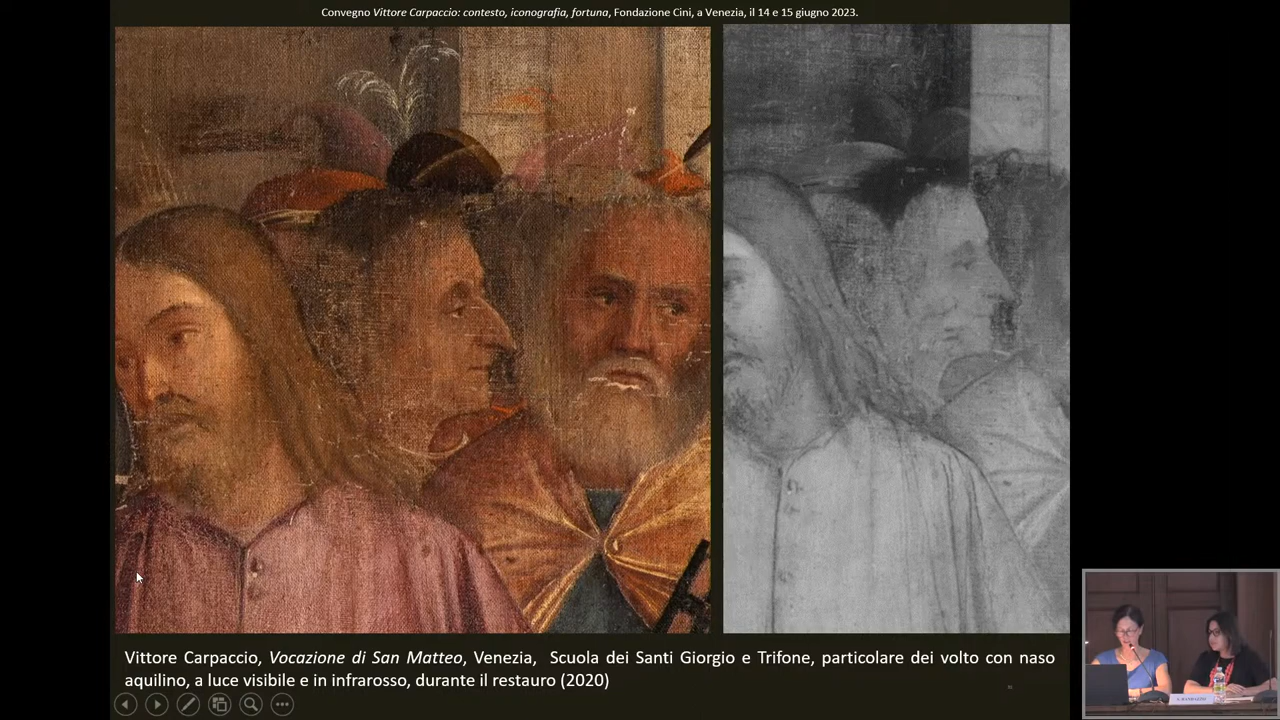 Convegno Vittore Carpaccio: contesto, iconografia, fortuna, Fondazione Cini, a Venezia, il 14 e 15 giugno 2023.
Vittore Carpaccio, Vocazione di San Matteo, Venezia, Scuola dei Santi Giorgio e Trifone, particolare dei volto con naso
aquilino, a luce visibile e in infrarosso, durante il restauro (2020)